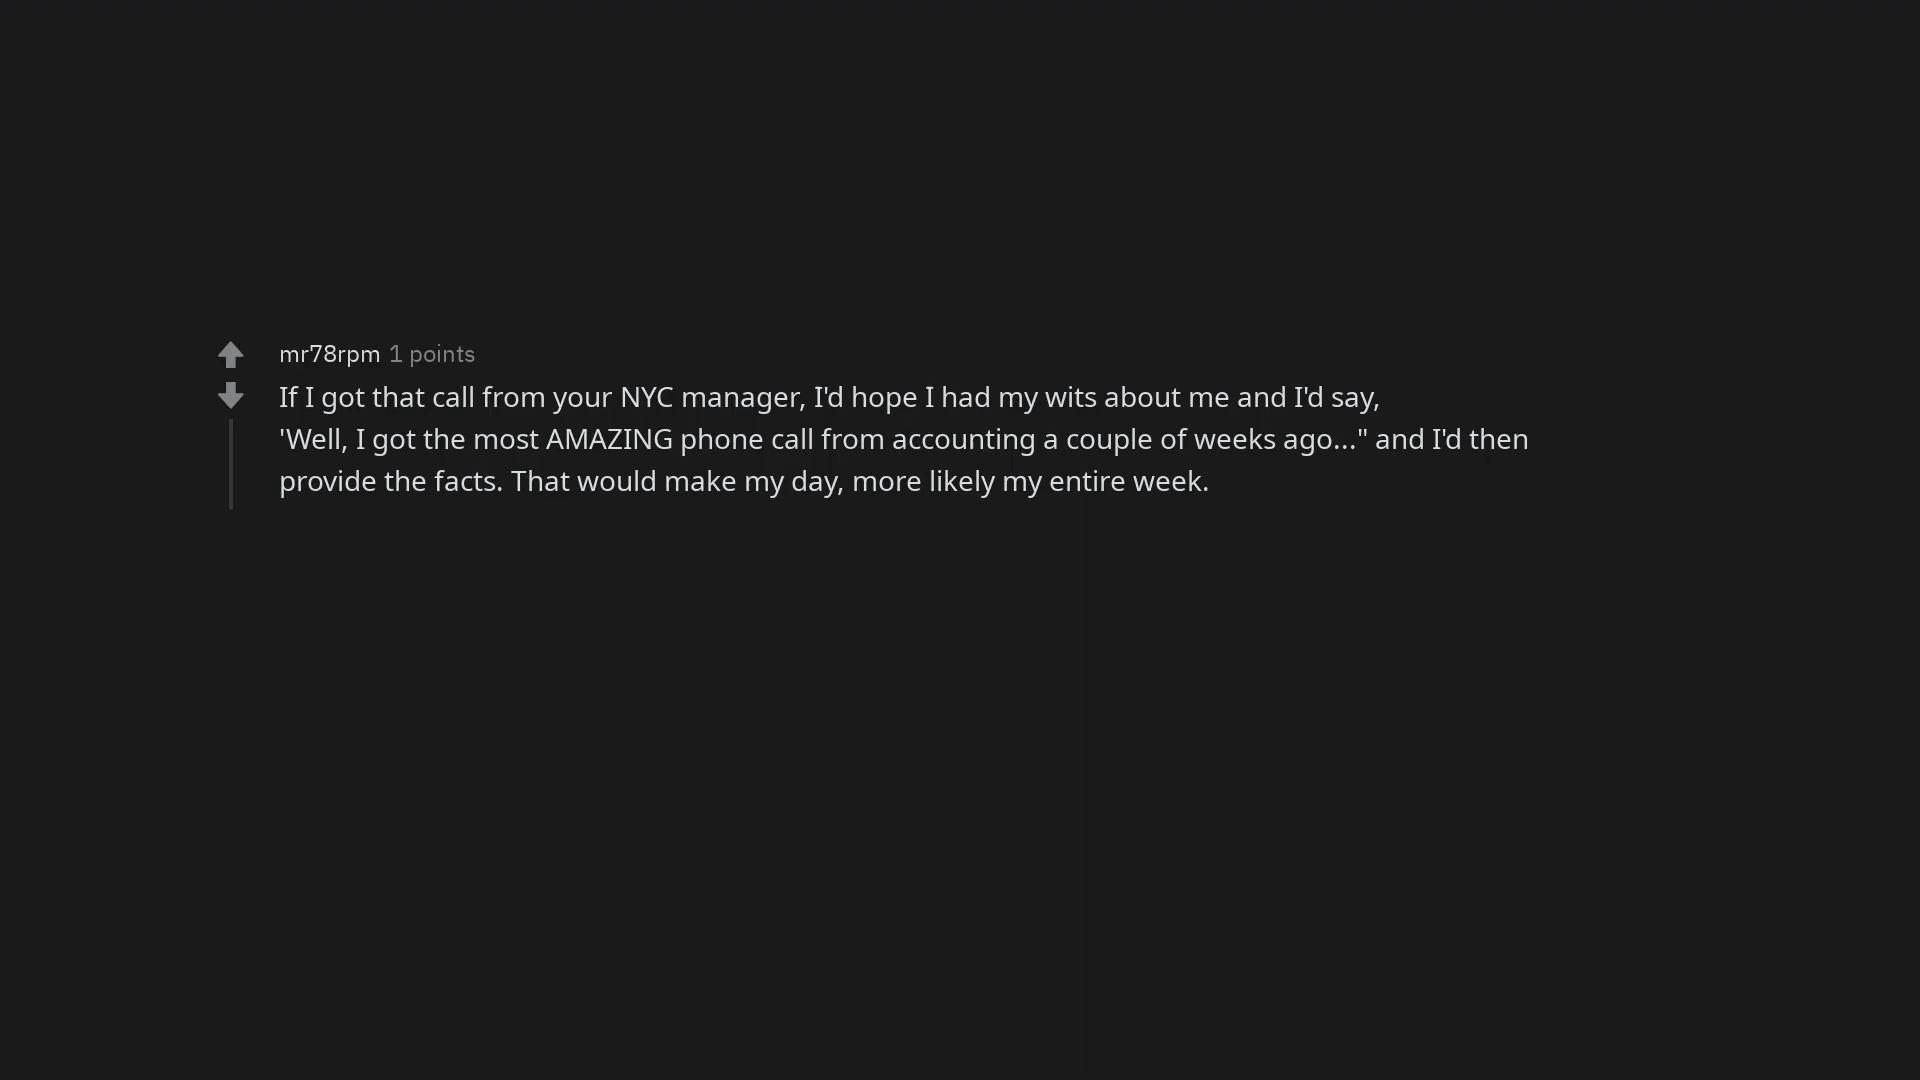 mr78rpm 1 points
If I got that call from your NYC manager, I'd hope I had my wits about me and I'd say,
'Well, I got the most AMAZING phone call from accounting a couple of weeks ago..." and I'd then
provide the facts. That would make my day, more likely my entire week.